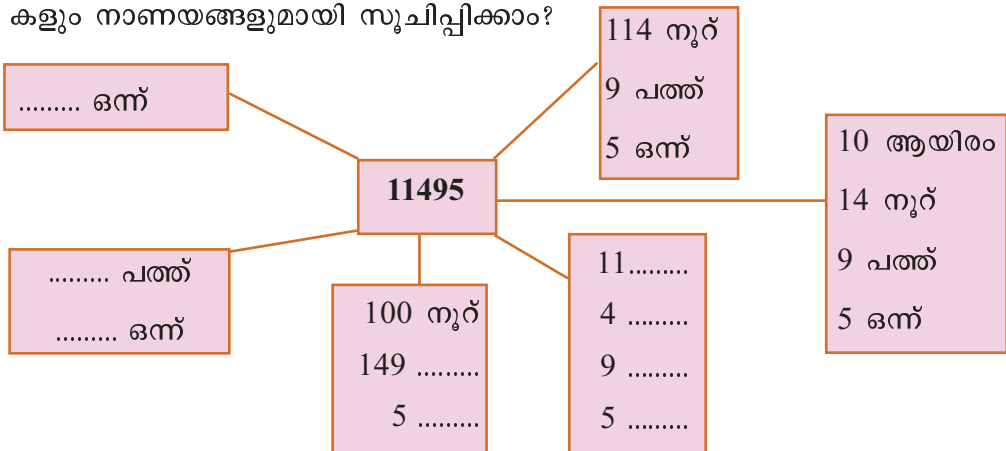 കളും നാണയങ്ങളുമായി സൂചിപ്പിക്കാം?
114 നൂറ്
9 പത്ത്
5 ഒന്ന്
......... ഒന്ന്
10 ആയിരം
14 നൂറ്
9 പത്ത്
5 ഒന്ന്
11495
......... പത്ത്
......... ഒന്ന്
100 നൂറ്
149 .........
5 .........
11.........
4 .........
9 .........
5 .........